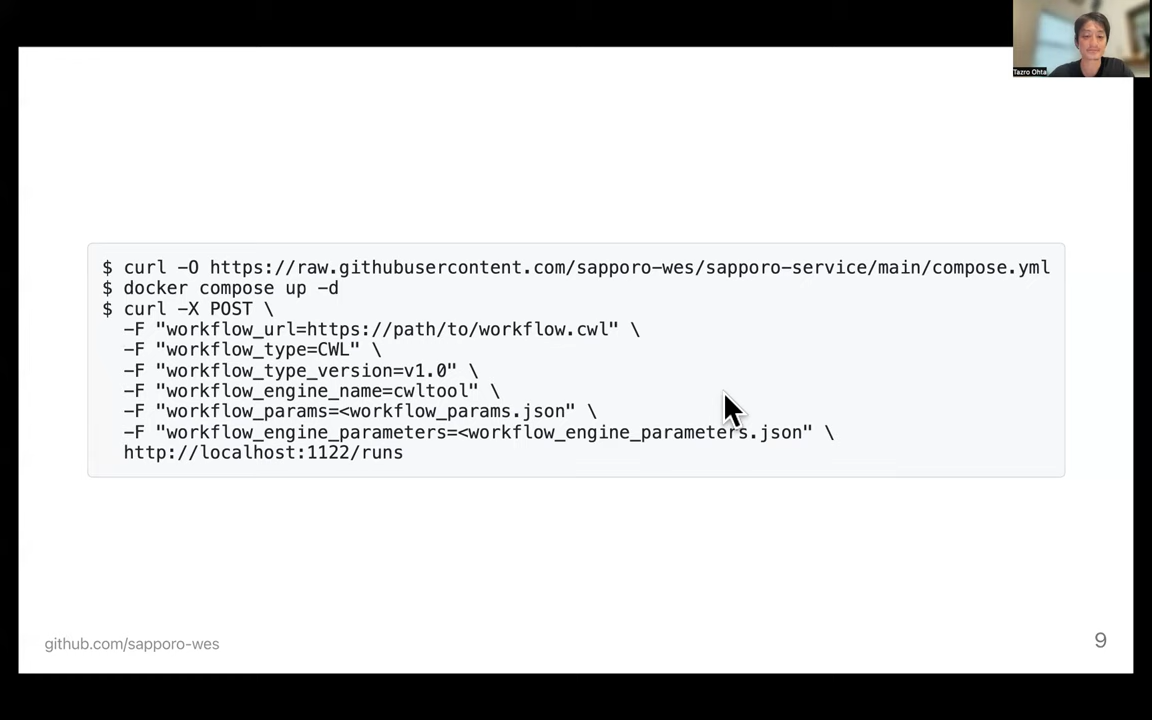 Tazro Ohta
$ curl -O https://raw.githubusercontent.com/sapporo-wes/sapporo-service/main/compose.yml
$ docker compose up -d
$ curl -X POST \
-F "workflow_url=https://path/to/workflow.cwl" \
-F "workflow_type=CWL" \
-F "workflow_type_version=v1.0" \
-F "workflow_engine_name=cwltool" \
-F "workflow_params=<workflow_params.json" \
-F "workflow_engine_parameters=<workflow_engine_parameters.json" \
http://localhost:1122/runs
github.com/sapporo-wes
9